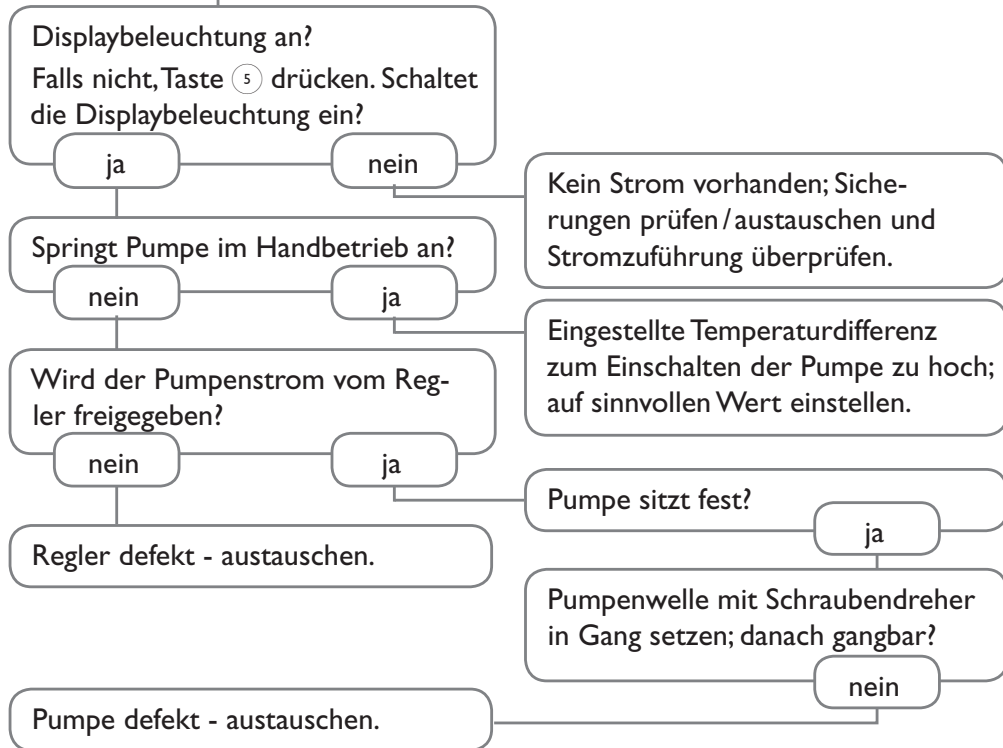 Displaybeleuchtung an?
Falls nicht, Taste 5 drücken. Schaltet
die Displaybeleuchtung ein?
ja
nein
Kein Strom vorhanden; Siche-
rungen prüfen/austauschen und
Stromzuführung überprüfen.
Springt Pumpe im Handbetrieb an?
nein
ja
Eingestellte Temperaturdifferenz
zum Einschalten der Pumpe zu hoch;
auf sinnvollen Wert einstellen.
Wird der Pumpenstrom vom Reg-
ler freigegeben?
nein
ja
Pumpe sitzt fest?
ja
Regler defekt - austauschen.
Pumpenwelle mit Schraubendreher
in Gang setzen; danach gangbar?
nein
Pumpe defekt - austauschen.